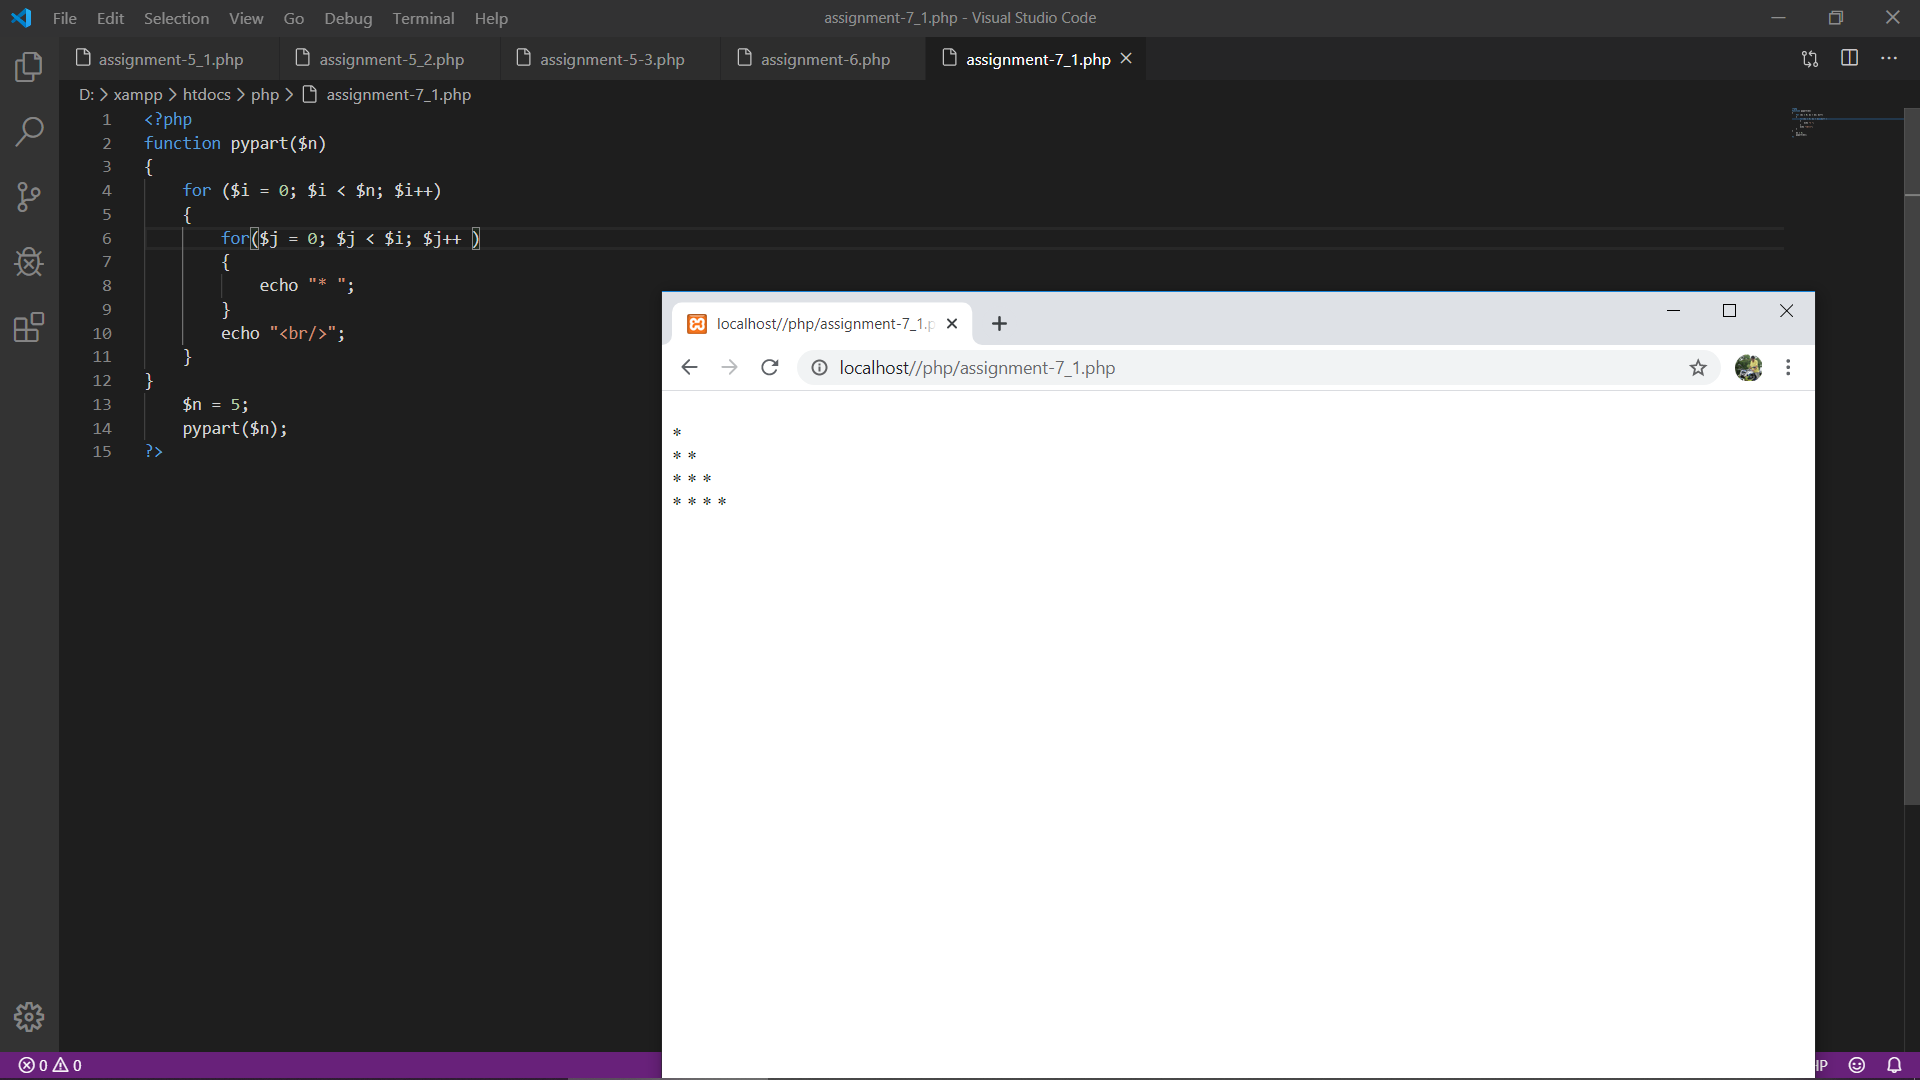 File Edit Selection View Go Debug Terminal Help
assignment-7_1.php - Visual Studio Code
assignment-5_1.php assignment-5_2.php assignment-5-3.php assignment-6.php assignment-7_1.php
D: > xampp > htdocs > php > assignment-7_1.php
1 <?php
2 function pypart($n)
3 {
4 for ($i = 0; $i < $n; $i++)
5 {
6 for($j = 0; $j < $i; $j++ )
7 {
8 echo "* ";
9 }
10 echo "<br/>";
11 }
12 }
13 $n = 5;
14 pypart($n);
15 ?>
localhost//php/assignment-7_1.p
localhost//php/assignment-7_1.php
*
* *
* * *
* * * *
0 0